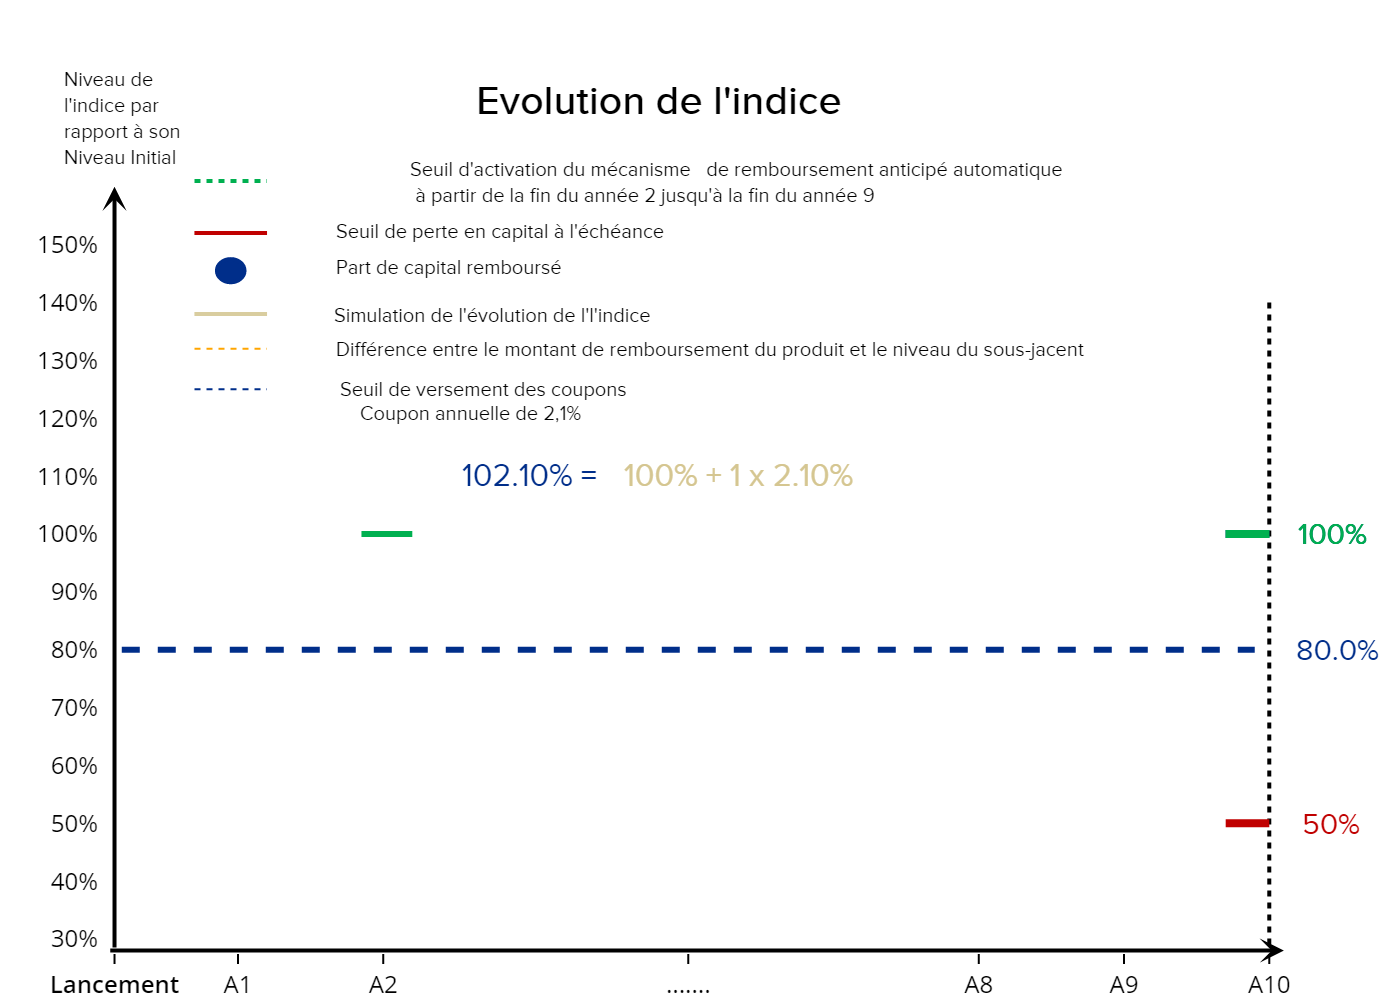 Niveau de
l'indice par
rapport à son
Niveau Initial
Evolution de l'indice
Seuil d'activation du mécanisme de remboursement anticipé automatique
à partir de la fin du année 2 jusqu'à la fin du année 9
Seuil de perte en capital à l'échéance
Part de capital remboursé
Simulation de l'évolution de l'l'indice
Différence entre le montant de remboursement du produit et le niveau du sous-jacent
Seuil de versement des coupons
Coupon annuelle de 2,1%
102.10% = 100% + 1 x 2.10%
150%
140%
130%
120%
110%
100%
90%
80%
70%
60%
50%
40%
30%
100%
80.0%
50%
Lancement A1 A2 ....... A8 A9 A10